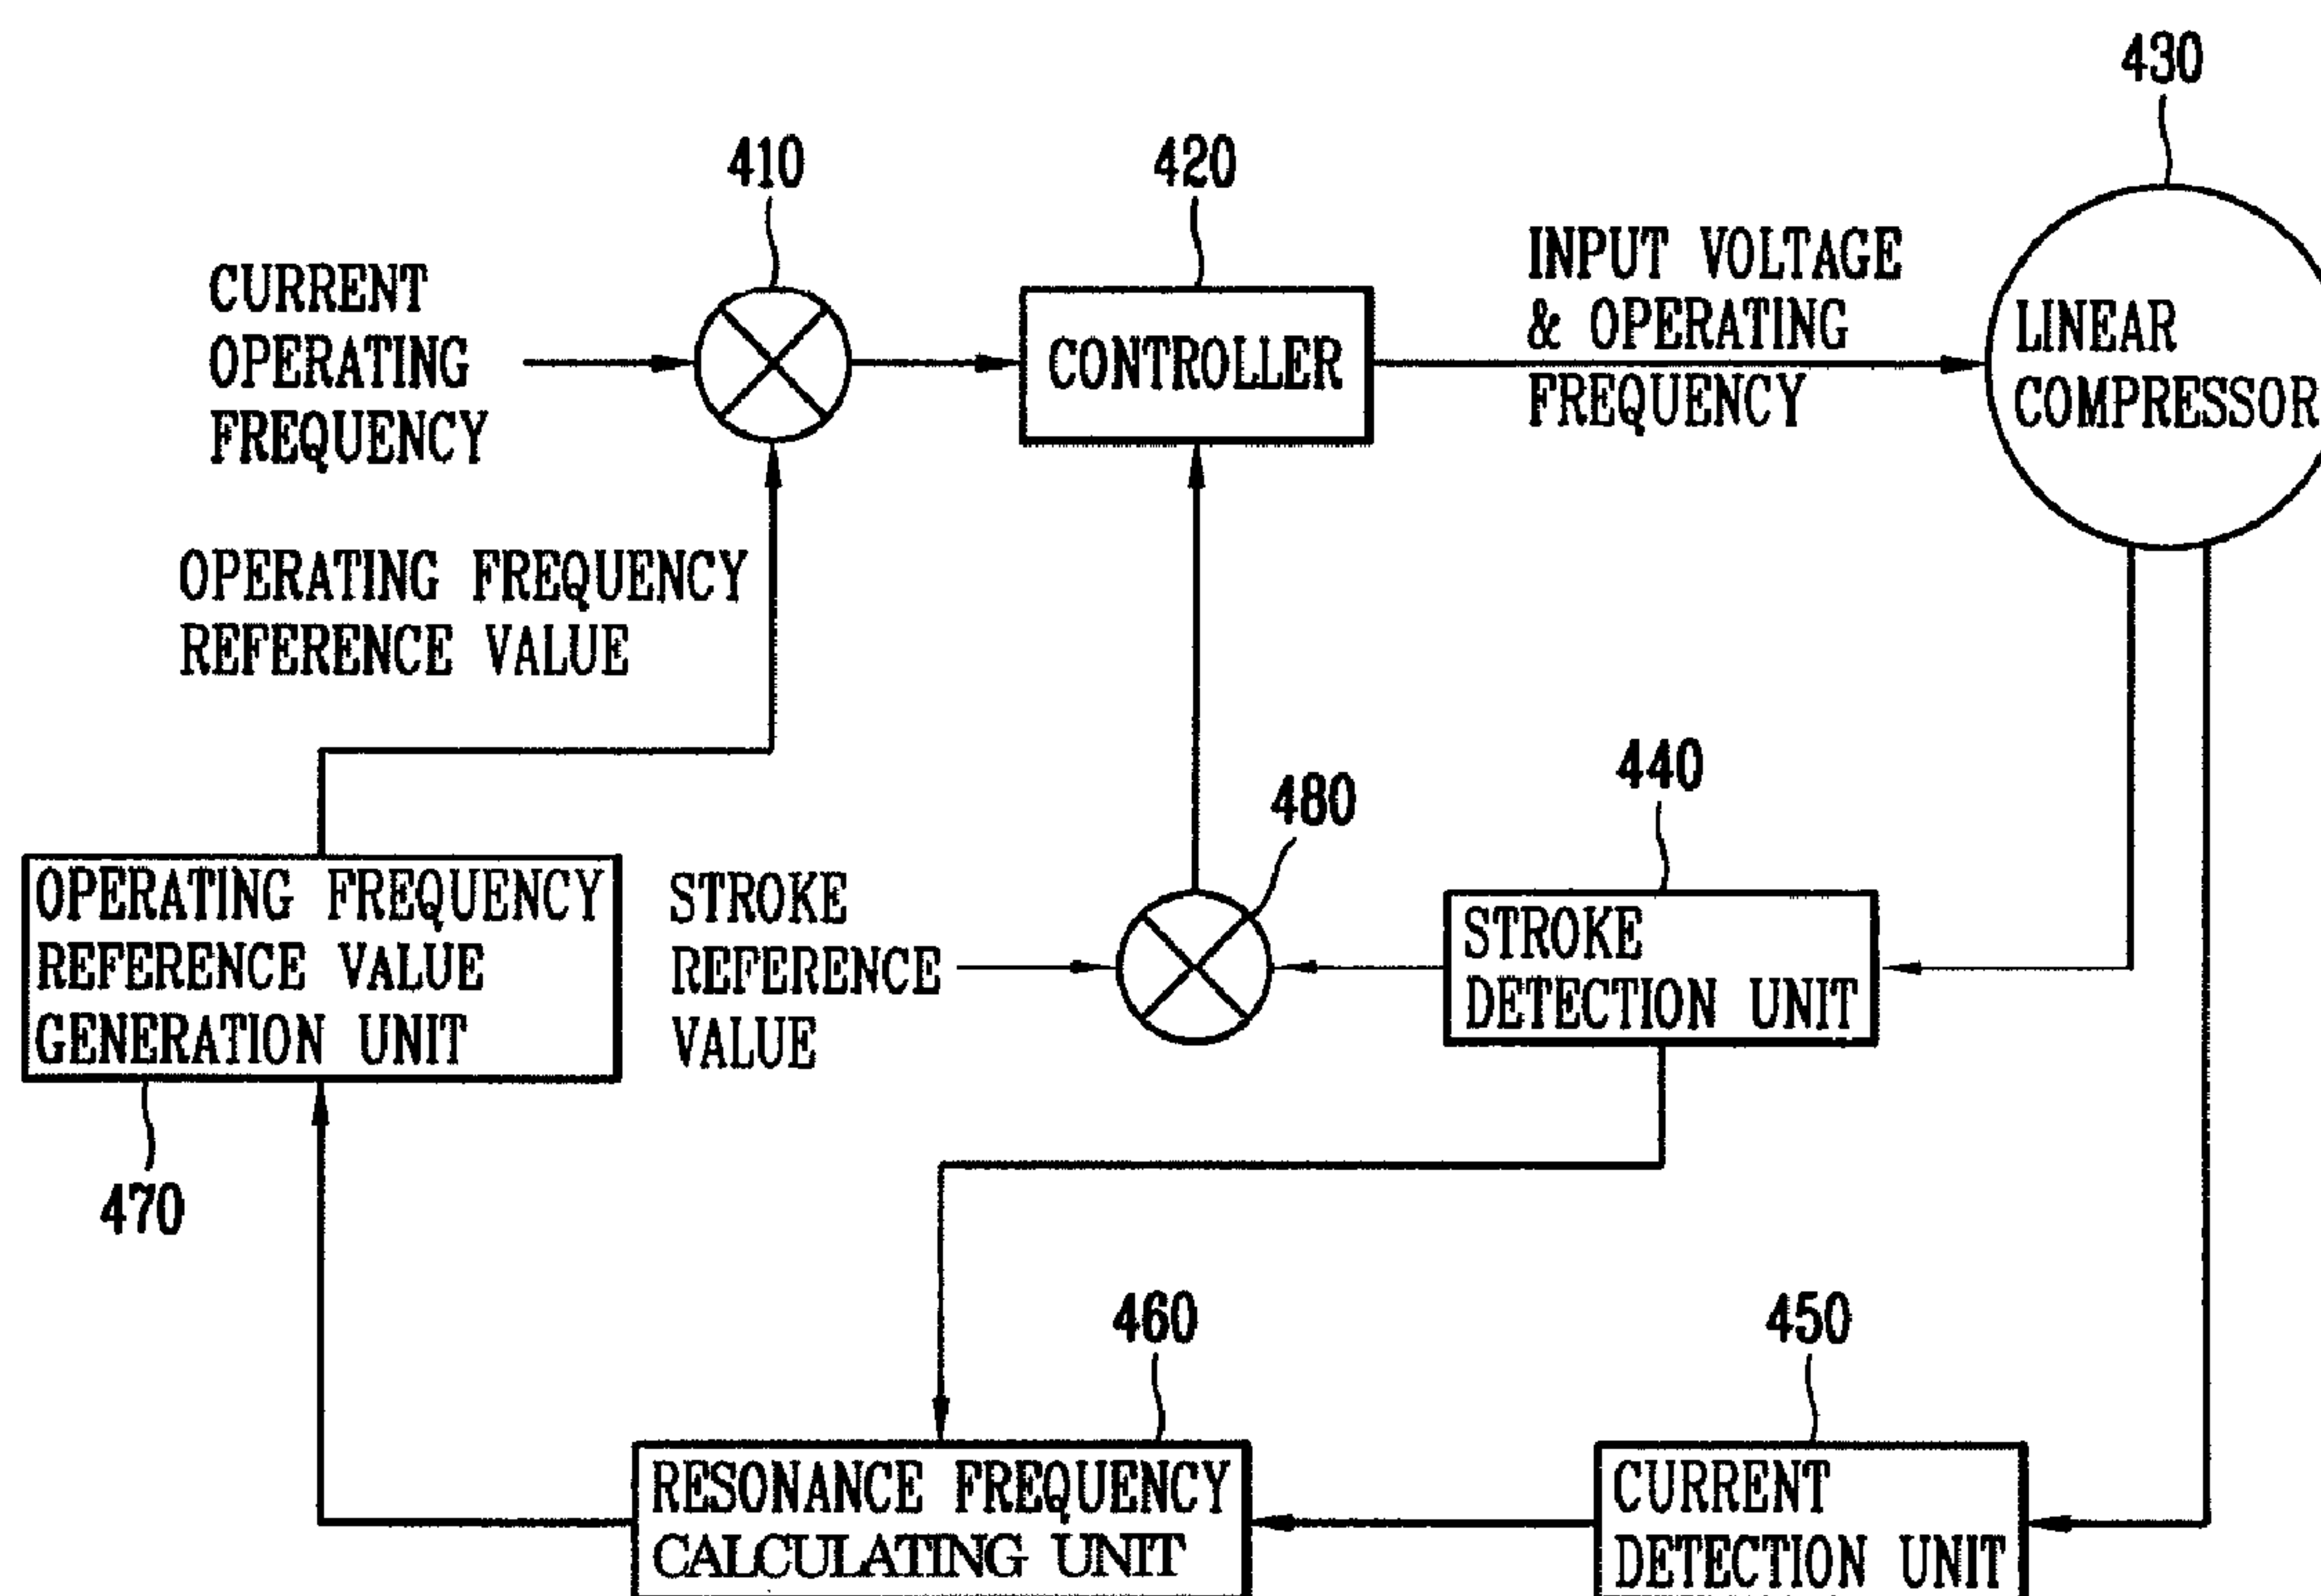 430
410
420
CURRENT
OPERATING
FREQUENCY
CONTROLLER
INPUT VOLTAGE
& OPERATING
FREQUENCY
LINEAR
COMPRESSOR
OPERATING FREQUENCY
REFERENCE VALUE
440
480
OPERATING FREQUENCY
REFERENCE VALUE
GENERATION UNIT
STROKE
REFERENCE
VALUE
STROKE
DETECTION UNIT
470
460
450
RESONANCE FREQUENCY
CALCULATING UNIT
CURRENT
DETECTION UNIT